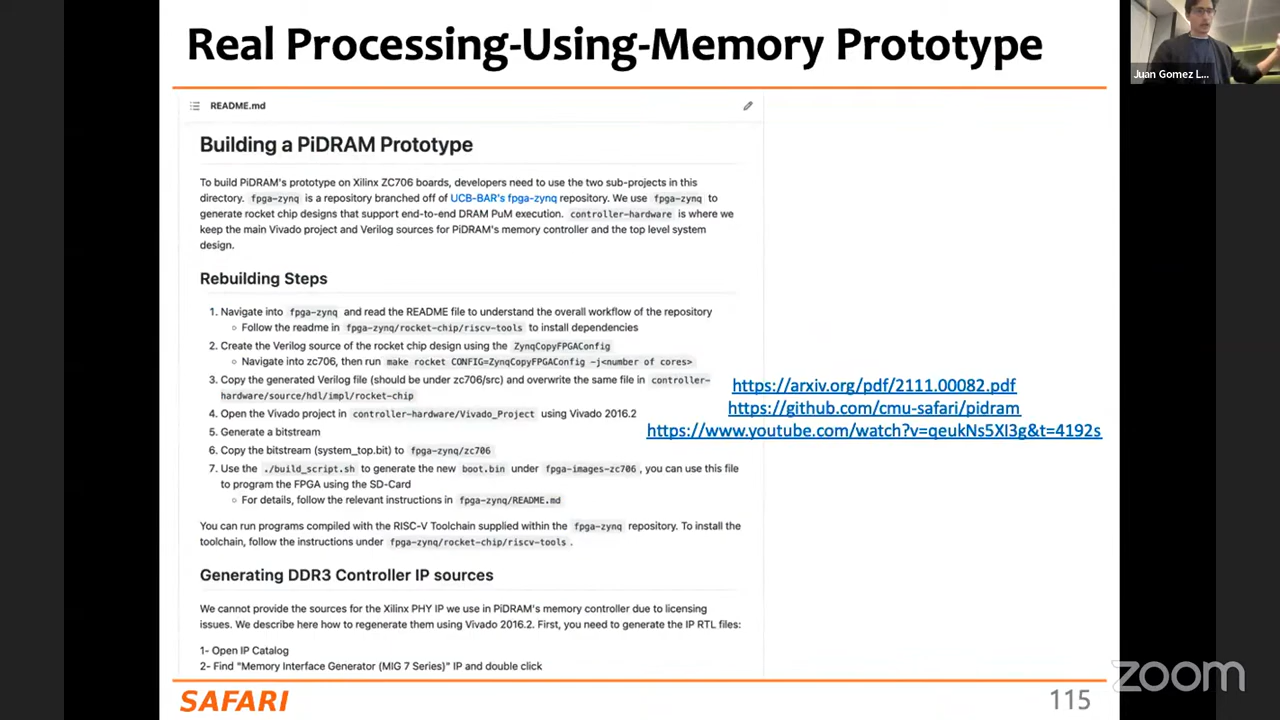 Real Processing-Using-Memory Prototype
Juan Gomez L...
README.md
Building a PiDRAM Prototype
To build PiDRAM's prototype on Xilinx ZC706 boards, developers need to use the two sub-projects in this
directory. fpga-zynq is a repository branched off of UCB-BAR's fpga-zynq repository. We use fpga-zynq to
generate rocket chip designs that support end-to-end DRAM PuM execution. controller-hardware is where we
keep the main Vivado project and Verilog sources for PiDRAM's memory controller and the top level system
design.
Rebuilding Steps
1. Navigate into fpga-zynq and read the README file to understand the overall workflow of the repository
Follow the readme in fpga-zynq/rocket-chip/riscv-tools to install dependencies
2. Create the Verilog source of the rocket chip design using the ZynqCopyFPGAConfig
Navigate into zc706, then run make rocket CONFIG=ZynqCopyFPGAConfig -j<number of cores>
3. Copy the generated Verilog file (should be under zc706/src) and overwrite the same file in controller-
hardware/source/hdl/impl/rocket-chip
4. Open the Vivado project in controller-hardware/Vivado_Project using Vivado 2016.2
5. Generate a bitstream
6. Copy the bitstream (system_top.bit) to fpga-zynq/zc706
7. Use the ./build_script.sh to generate the new boot.bin under fpga-images-zc706, you can use this file
to program the FPGA using the SD-Card
For details, follow the relevant instructions in fpga-zynq/README.md
You can run programs compiled with the RISC-V Toolchain supplied within the fpga-zynq repository. To install the
toolchain, follow the instructions under fpga-zynq/rocket-chip/riscv-tools.
Generating DDR3 Controller IP sources
We cannot provide the sources for the Xilinx PHY IP we use in PiDRAM's memory controller due to licensing
issues. We describe here how to regenerate them using Vivado 2016.2. First, you need to generate the IP RTL files:
1- Open IP Catalog
2- Find "Memory Interface Generator (MIG 7 Series)" IP and double click
https://arxiv.org/pdf/2111.00082.pdf
https://github.com/cmu-safari/pidram
https://www.youtube.com/watch?v=qeukNs5XI3g&t=4192s
SAFARI
115
zoom